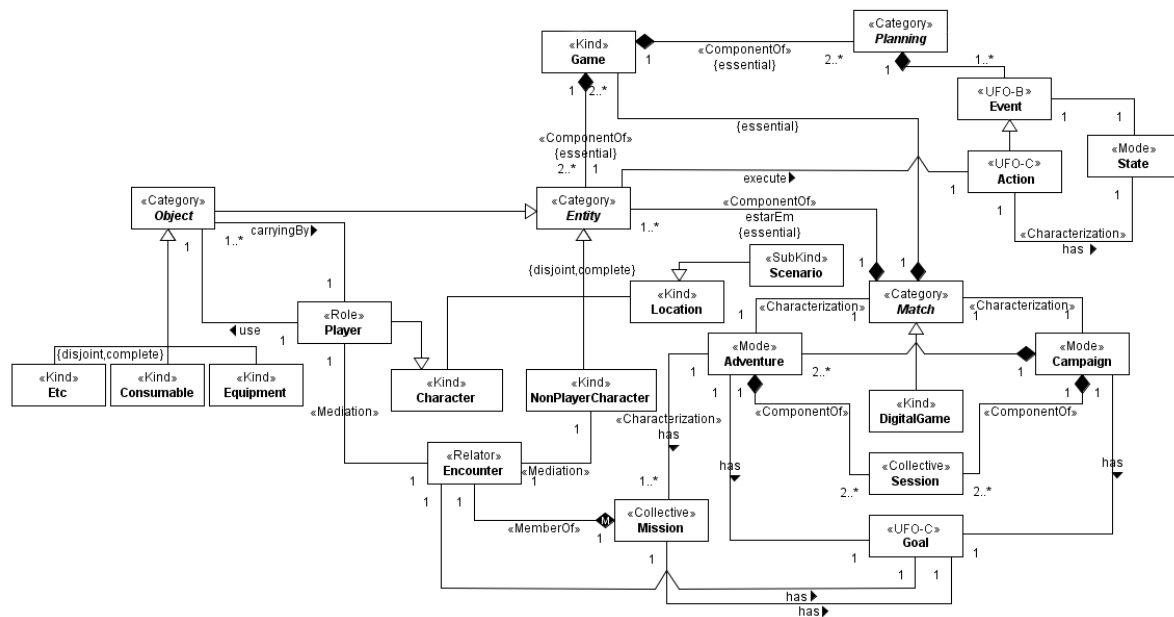 «Kind»
Game
«ComponentOf»
{essential}
1
2..*
«Category»
Planning
1
1..*
1
2..*
«UFO-B»
Event
1
1
{essential}
«ComponentOf»
{essential}
2..*
1
«UFO-C»
Action
«Mode»
State
execute
1
1
1
«Characterization»
has
«Category»
Object
«Category»
Entity
«ComponentOf»
estarEm
{essential}
1..*
1
1..*
carryingBy
{disjoint,complete}
«SubKind»
Scenario
1
1
«Kind»
Location
«Category»
Match
1
«Role»
Player
use
1
1
«Characterization»
1
1
«Characterization»
1
1
«Mode»
Adventure
«Mode»
Campaign
{disjoint,complete}
«Kind»
Etc
«Kind»
Consumable
«Kind»
Equipment
«Kind»
Character
«Kind»
NonPlayerCharacter
1
2..*
1
1
1
1
1
«Kind»
DigitalGame
«Mediation»
«Characterization»
has
1
«ComponentOf»
«ComponentOf»
«Relator»
Encounter
«Mediation»
1
1
1
1
has
has
«Collective»
Session
2..*
2..*
1..*
«MemberOf»
M
1
«Collective»
Mission
«UFO-C»
Goal
1
1
1
1
1
has
has